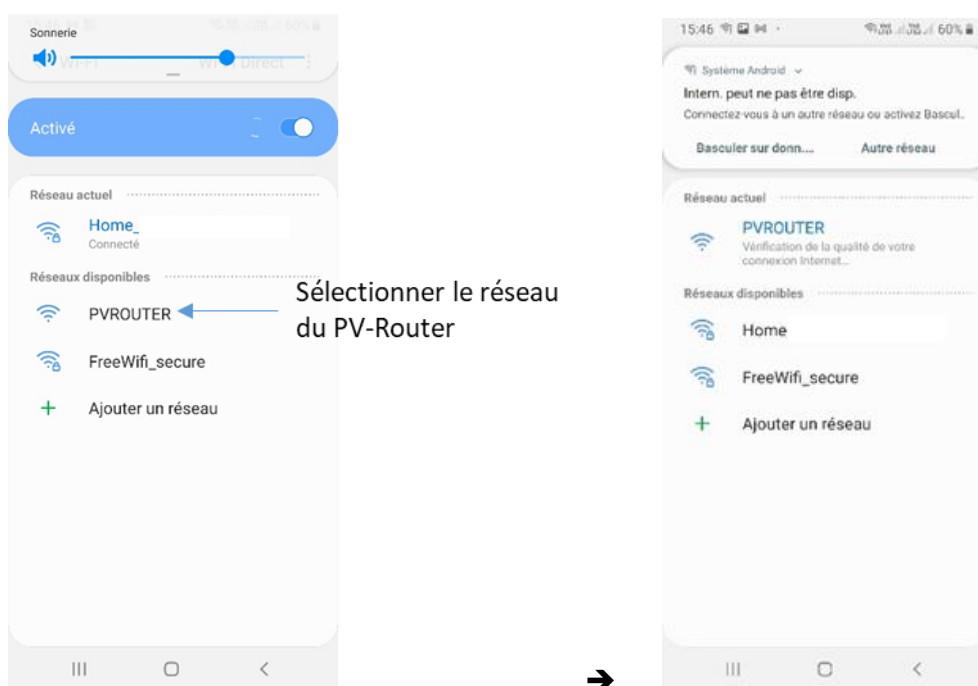 Sonnerie
Wi-Fi Direct
Activé
Réseau actuel
Home_
Connecté
Réseaux disponibles
PVROUTER
FreeWifi_secure
Ajouter un réseau
Sélectionner le réseau
du PV-Router
➔
15:46 60%
Système Android
Intern. peut ne pas être disp.
Connectez-vous à un autre réseau ou activez Bascul..
Basculer sur donn.... Autre réseau
Réseau actuel
PVROUTER
Vérification de la qualité de votre
connexion Internet...
Réseaux disponibles
Home
FreeWifi_secure
Ajouter un réseau